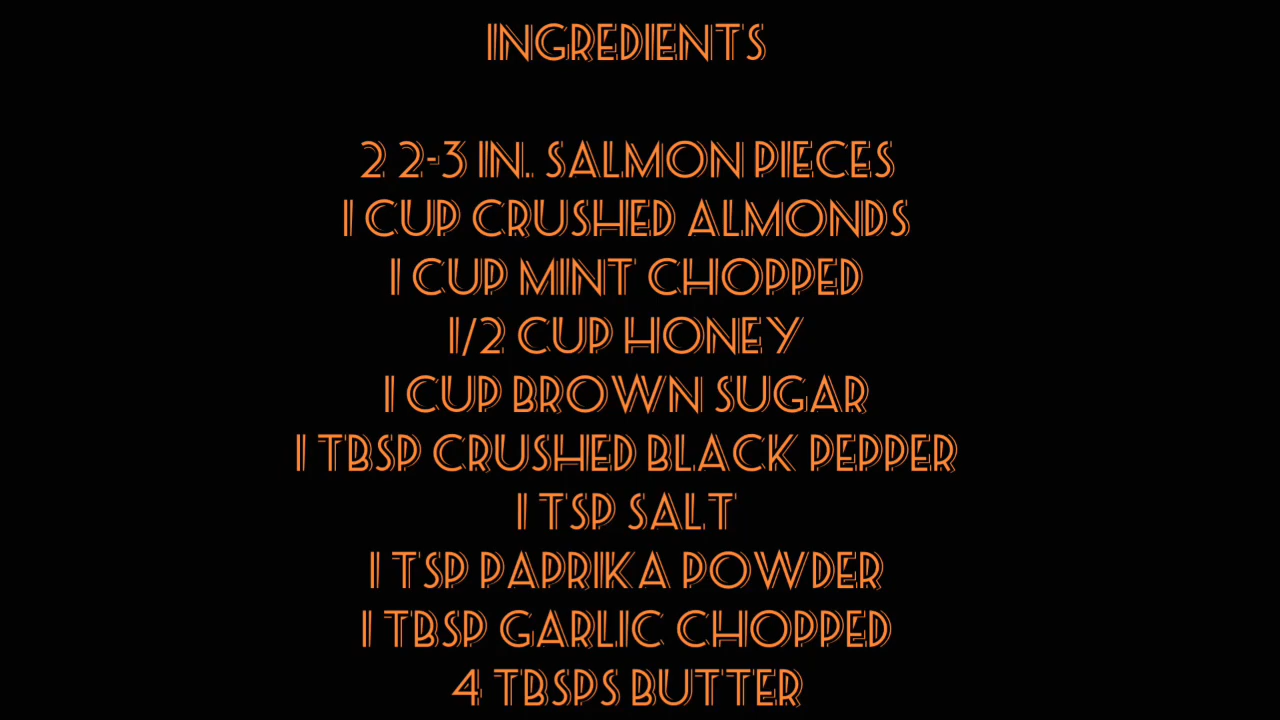 INGREDIENTS
2 2-3 IN. SALMON PIECES
1 CUP CRUSHED ALMONDS
1 CUP MINT CHOPPED
1/2 CUP HONEY
1 CUP BROWN SUGAR
1 TBSP CRUSHED BLACK PEPPER
1 TSP SALT
1 TSP PAPRIKA POWDER
1 TBSP GARLIC CHOPPED
4 TBSPS BUTTER